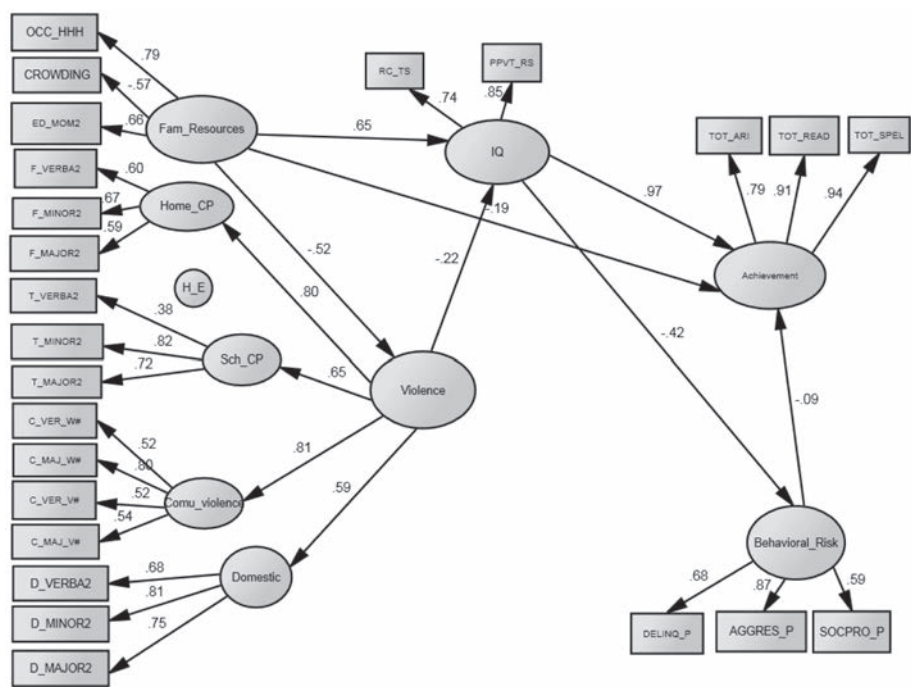 OCC_HHH
.79
CROWDING
-.57
ED_MOM2
.66
Fam_Resources
.65
RC_TS
.74
PPVT_RS
.85
IQ
TOT_ARI
TOT_READ
TOT_SPEL
.79
.91
.94
.97
F_VERBA2
.60
F_MINOR2
.67
F_MAJOR2
.59
Home_CP
-.52
-.19
-.22
Achievement
H_E
.80
T_VERBA2
.38
T_MINOR2
.82
T_MAJOR2
.72
Sch_CP
.65
Violence
-.42
-.09
C_VER_W#
.52
C_MAJ_W#
.80
C_VER_V#
.52
C_MAJ_V#
.54
Comu_violence
.81
.59
Behavioral_Risk
D_VERBA2
.68
D_MINOR2
.81
D_MAJOR2
.75
Domestic
.68
.87
.59
DELINQ_P
AGGRES_P
SOCPRO_P